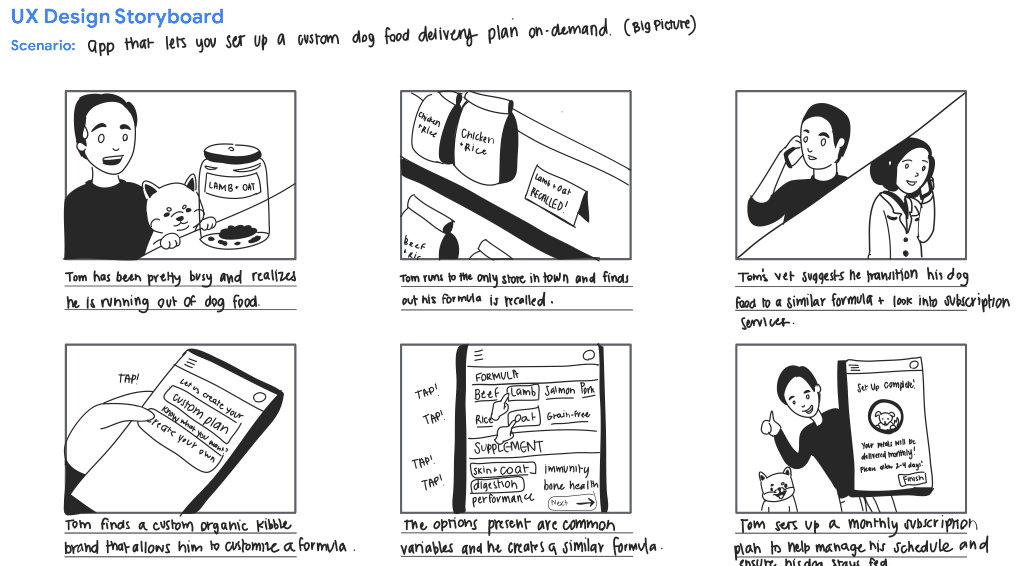 UX Design Storyboard
Scenario: app that lets you set up a custom dog food delivery plan on-demand. (Big Picture)
LAMB + OAT
Chicken + Rice
Chicken + Rice
Lamb + Oat
RECALLED!
Beef + Ric
Tom has been pretty busy and realizes
he is running out of dog food.
Tom runs to the only store in town and finds
out his formula is recalled.
Tom's vet suggests he transition his dog
food to a similar formula + look into subscription
services.
TAP!
Let us create your
custom plan
Know what you want?
Create your own
TAP!
TAP!
TAP!
TAP!
FORMULA
Beef Lamb Salmon Pork
Rice Oat Grain-free
SUPPLEMENT
skin + coat immunity
digestion bone health
performance
Next
Set Up Complete!
Your meals will be
delivered monthly!
Please allow 2-4 days!
Finish
Tom finds a custom organic kibble
brand that allows him to customize a formula.
The options present are common
variables and he creates a similar formula.
Tom sets up a monthly subscription
plan to help manage his schedule and
ensure his dog stays fed